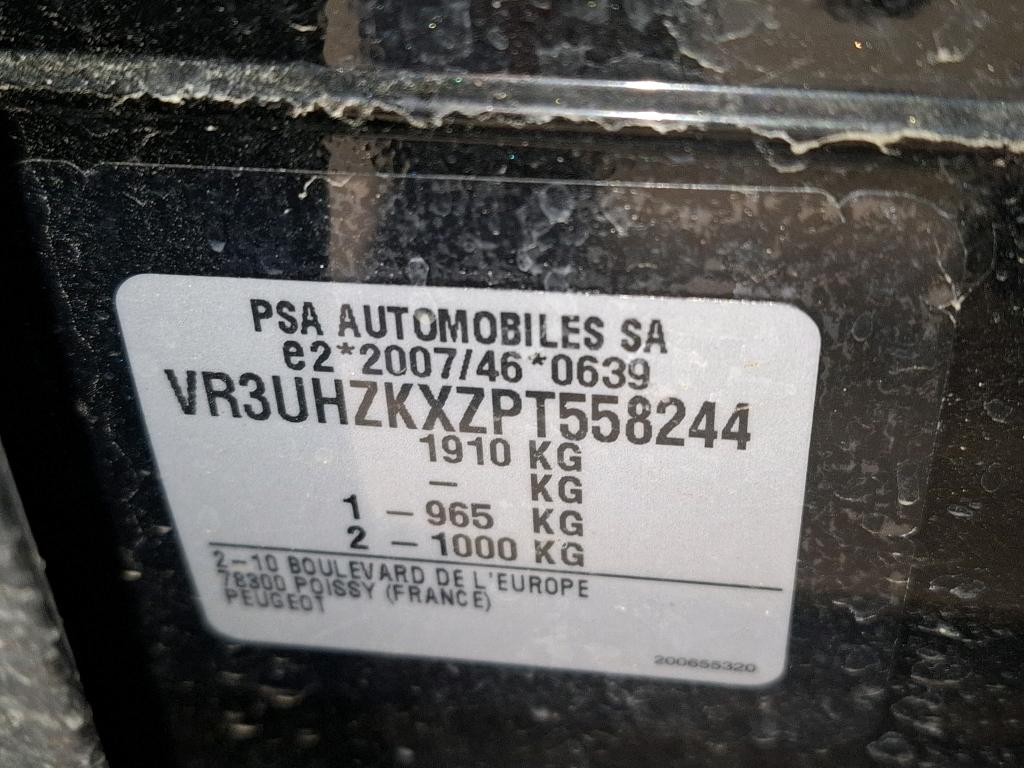 PSA AUTOMOBILES SA
e2*2007/46*0639
VR3UHZKXZPT558244
1910 KG
– KG
1 – 965 KG
2 – 1000 KG
2–10 BOULEVARD DE L'EUROPE
78300 POISSY (FRANCE)
PEUGEOT
200655320